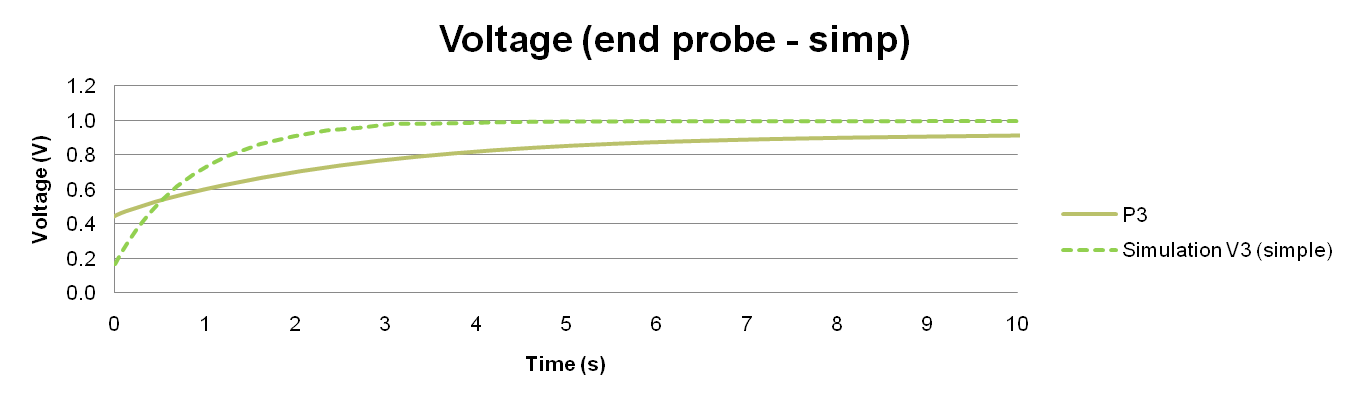 Voltage (end probe - simp)
1.2
1.0
0.8
0.6
0.4
0.2
0.0
Voltage (V)
0 1 2 3 4 5 6 7 8 9 10
Time (s)
P3
Simulation V3 (simple)